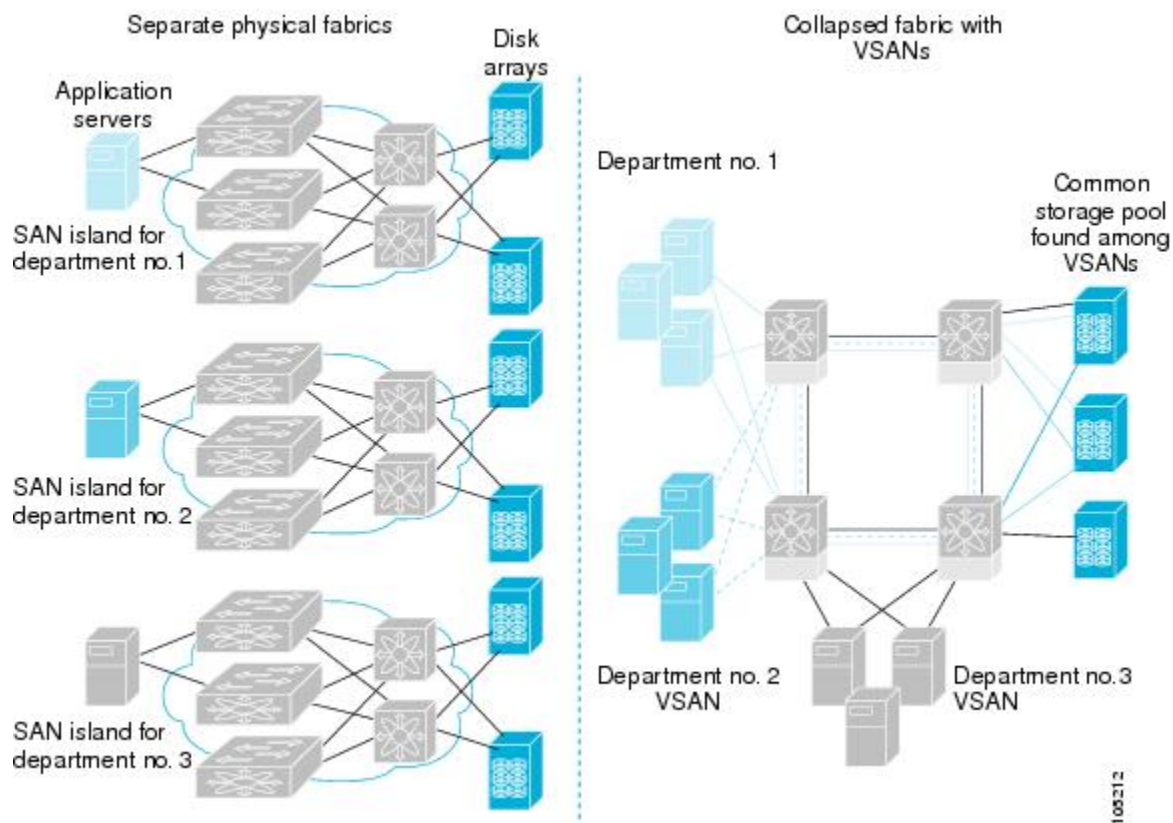 Separate physical fabrics
Disk
arrays
Application
servers
SAN island for
department no. 1
SAN island for
department no. 2
SAN island for
department no. 3
Collapsed fabric with
VSANs
Department no. 1
Common
storage pool
found among
VSANs
Department no. 2
VSAN
Department no.3
VSAN
105212